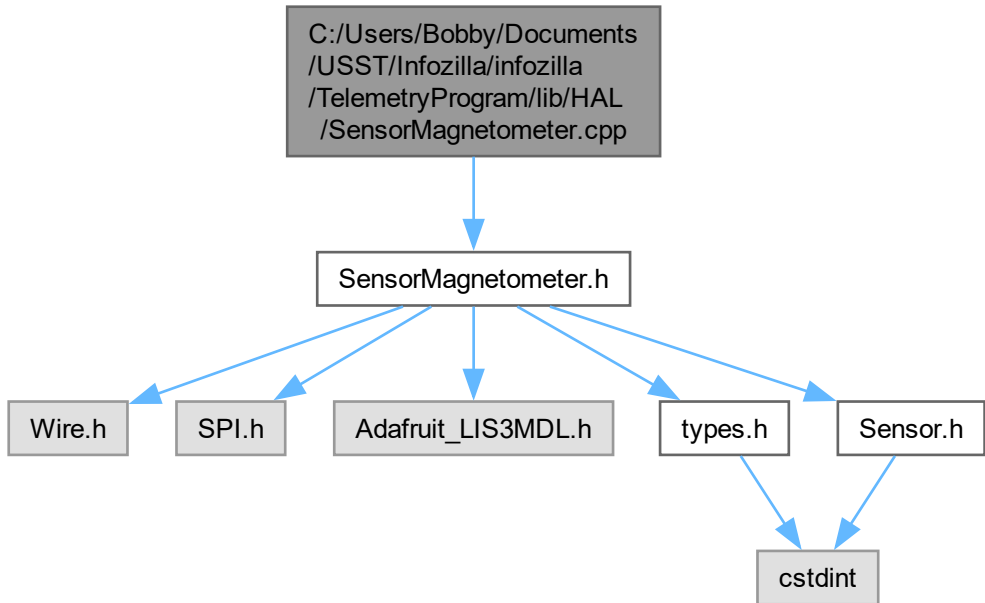 C:/Users/Bobby/Documents
/USST/Infozilla/infozilla
/TelemetryProgram/lib/HAL
/SensorMagnetometer.cpp
SensorMagnetometer.h
Wire.h
SPI.h
Adafruit_LIS3MDL.h
types.h
Sensor.h
cstdint